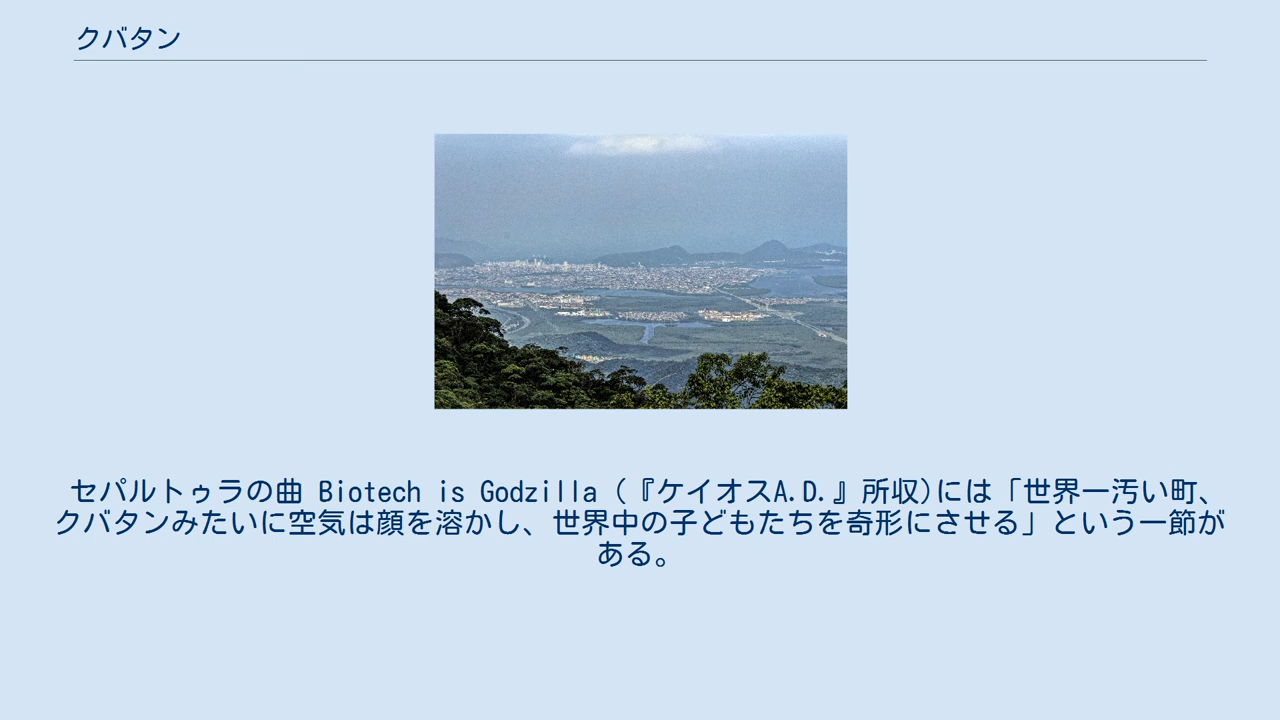 クバタン
セパルトゥラの曲 Biotech is Godzilla (『ケイオスA.D.』所収)には「世界一汚い町、
クバタンみたいに空気は顔を溶かし、世界中の子どもたちを奇形にさせる」という一節が
ある。